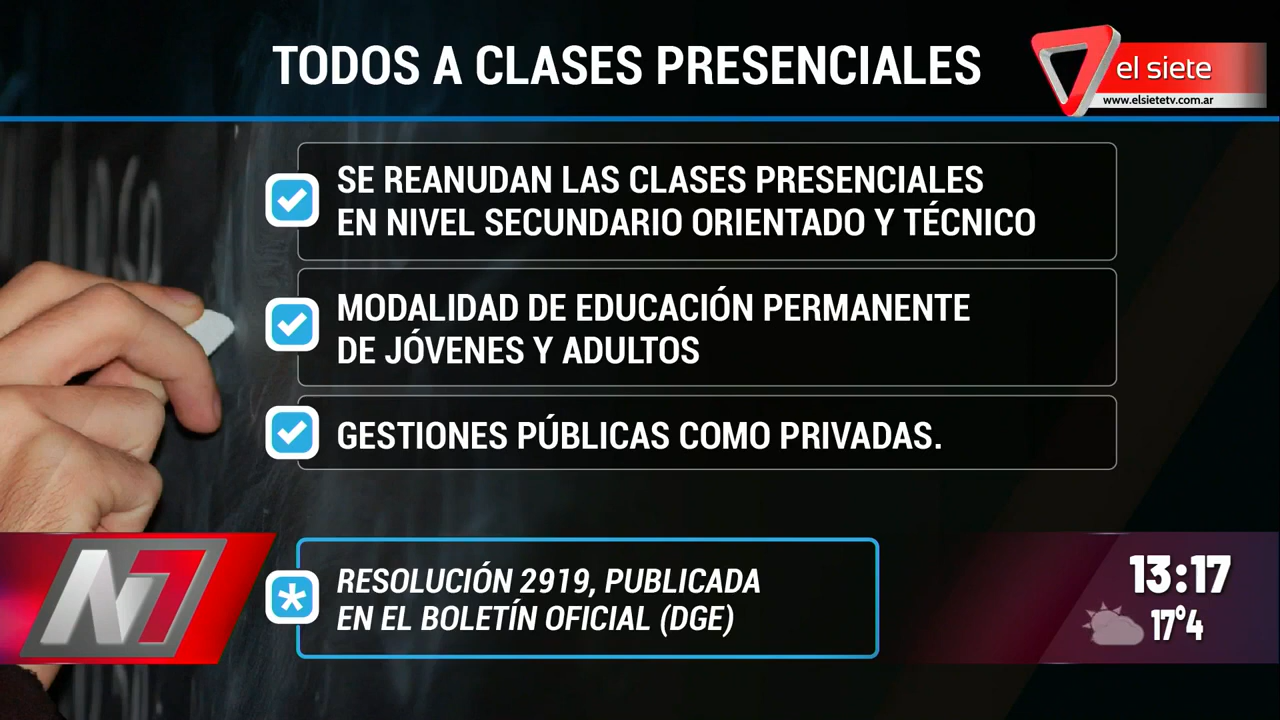 TODOS A CLASES PRESENCIALES
el siete
www.elsietetv.com.ar
SE REANUDAN LAS CLASES PRESENCIALES
EN NIVEL SECUNDARIO ORIENTADO Y TÉCNICO
MODALIDAD DE EDUCACIÓN PERMANENTE
DE JÓVENES Y ADULTOS
GESTIONES PÚBLICAS COMO PRIVADAS.
N7
RESOLUCIÓN 2919, PUBLICADA
EN EL BOLETÍN OFICIAL (DGE)
13:17
17°4